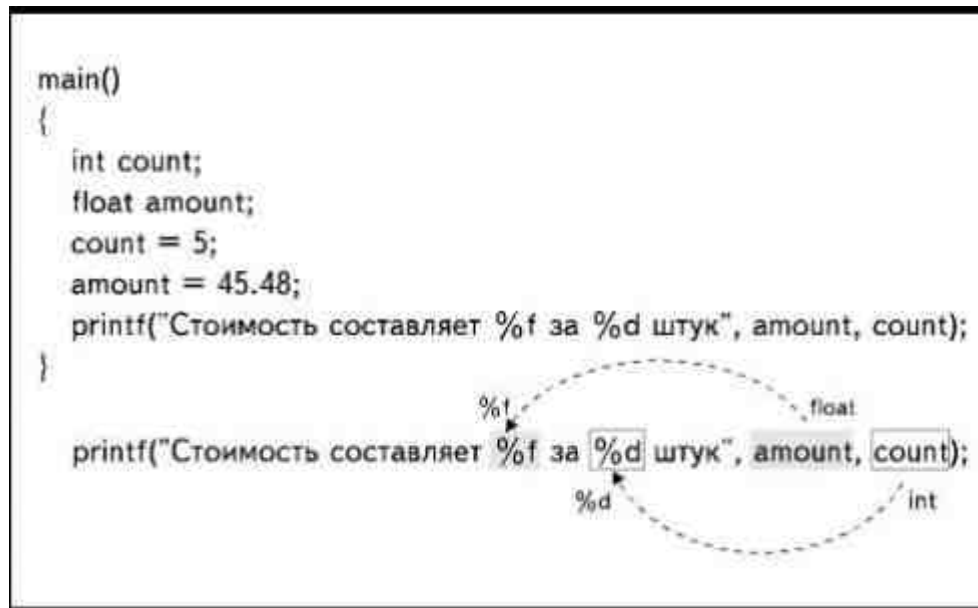 main()
{
int count;
float amount;
count = 5;
amount = 45.48;
printf("Стоимость составляет %f за %d штук", amount, count);
}
%f float
printf("Стоимость составляет %f за %d штук", amount, count);
%d int